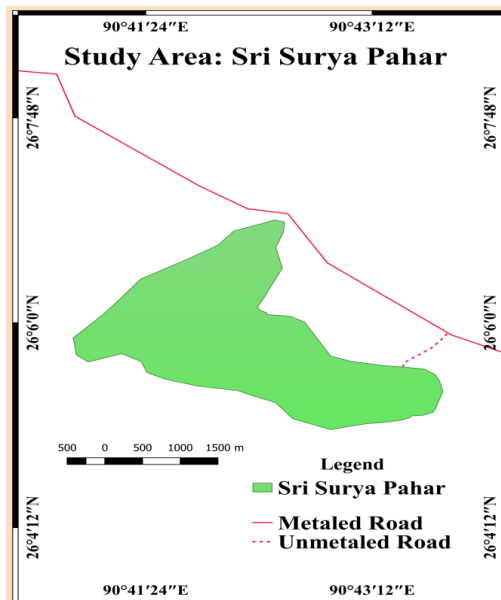 90°41′24″E 90°43′12″E
Study Area: Sri Surya Pahar
26°7′48″N 26°7′48″N
26°6′0″N 26°6′0″N
500 0 500 1000 1500 m
Legend
Sri Surya Pahar
Metaled Road
Unmetaled Road
26°4′12″N 26°4′12″N
90°41′24″E 90°43′12″E